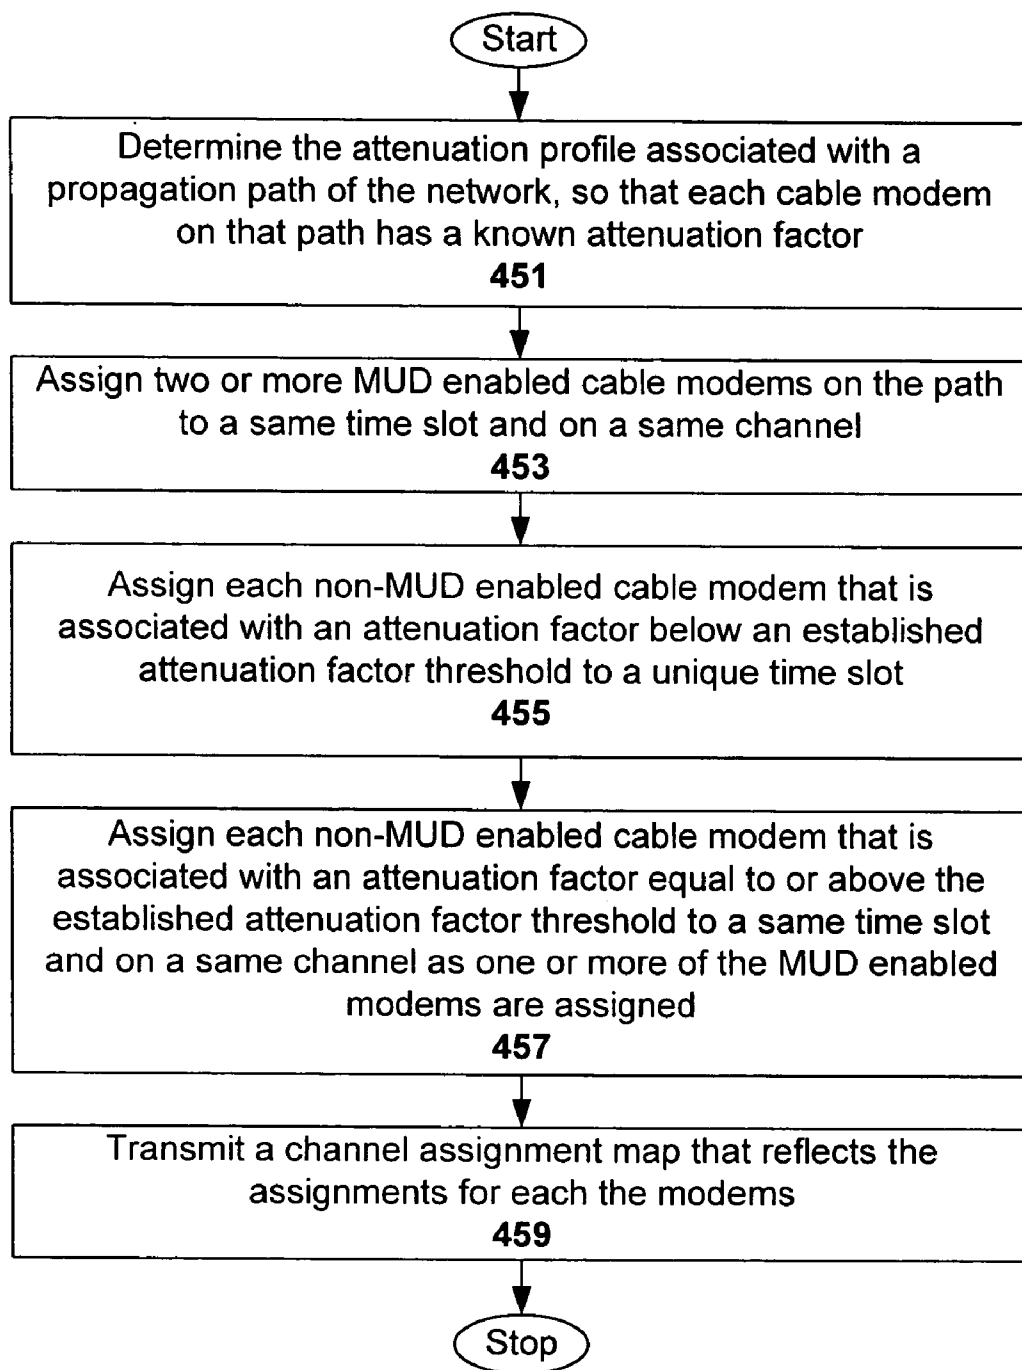 Start
Determine the attenuation profile associated with a
propagation path of the network, so that each cable modem
on that path has a known attenuation factor
451
Assign two or more MUD enabled cable modems on the path
to a same time slot and on a same channel
453
Assign each non-MUD enabled cable modem that is
associated with an attenuation factor below an established
attenuation factor threshold to a unique time slot
455
Assign each non-MUD enabled cable modem that is
associated with an attenuation factor equal to or above the
established attenuation factor threshold to a same time slot
and on a same channel as one or more of the MUD enabled
modems are assigned
457
Transmit a channel assignment map that reflects the
assignments for each the modems
459
Stop